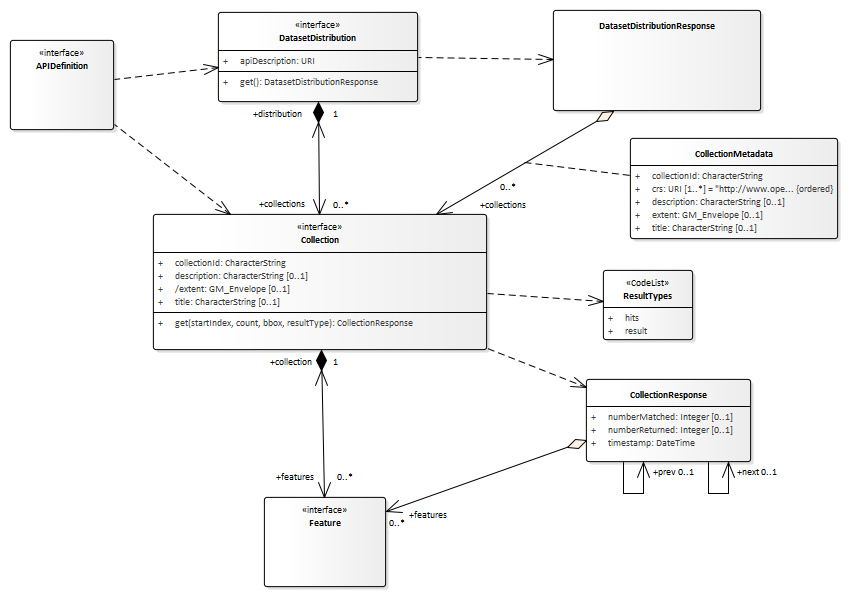 «interface»
APIDefinition
«interface»
DatasetDistribution
+ apiDescription: URI
+ get(): DatasetDistributionResponse
DatasetDistributionResponse
+distribution 1
CollectionMetadata
+ collectionId: CharacterString
+ crs: URI [1..*] = "http://www.ope... {ordered}
+ description: CharacterString [0..1]
+ extent: GM_Envelope [0..1]
+ title: CharacterString [0..1]
0..*
+collections
+collections 0..*
«interface»
Collection
+ collectionId: CharacterString
+ description: CharacterString [0..1]
+ /extent: GM_Envelope [0..1]
+ title: CharacterString [0..1]
+ get(startIndex, count, bbox, resultType): CollectionResponse
«CodeList»
ResultTypes
+ hits
+ result
+collection 1
CollectionResponse
+ numberMatched: Integer [0..1]
+ numberReturned: Integer [0..1]
+ timestamp: DateTime
+prev 0..1
+next 0..1
+features 0..*
+features
0..*
«interface»
Feature